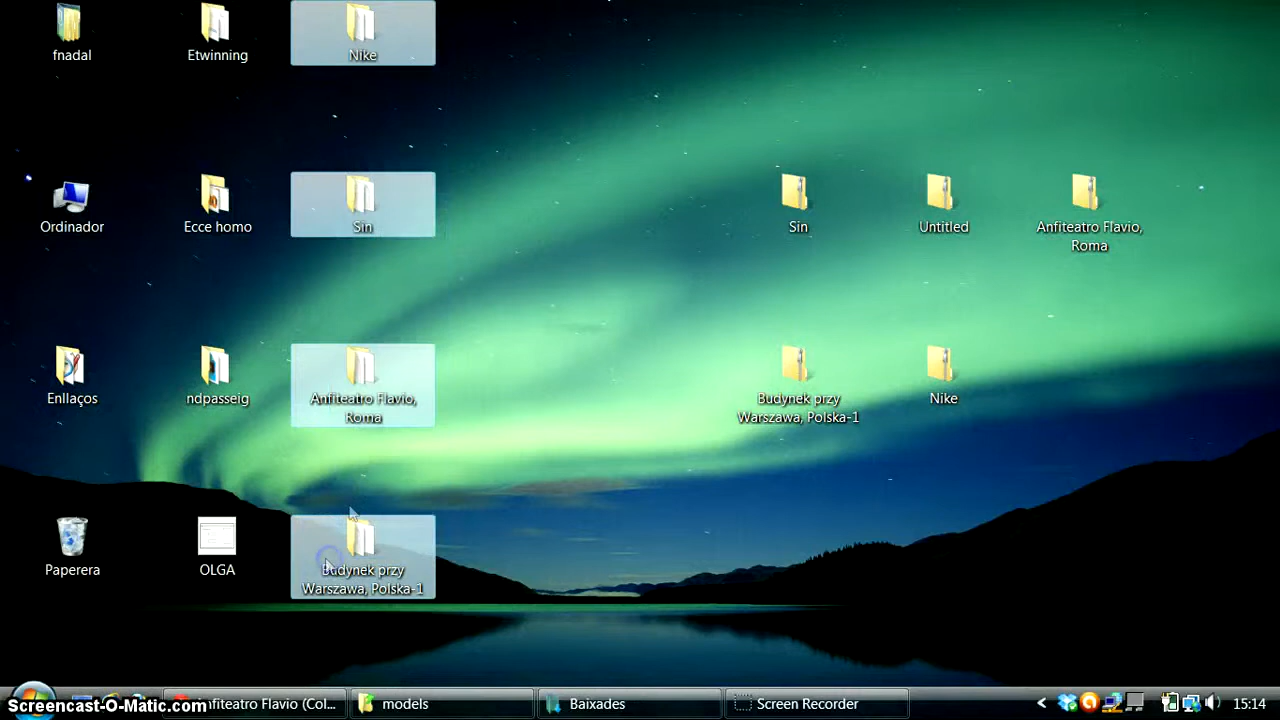 fnadal
Etwinning
Nike
Ordinador
Ecce homo
Sin
Sin
Untitled
Anfiteatro Flavio,
Roma
Enllaços
ndpasseig
Anfiteatro Flavio,
Roma
Budynek przy
Warszawa, Polska-1
Nike
Paperera
OLGA
Budynek przy
Warszawa, Polska-1
Screencast-O-Matic.com
nfiteatro Flavio (Col...
models
Baixades
Screen Recorder
15:14